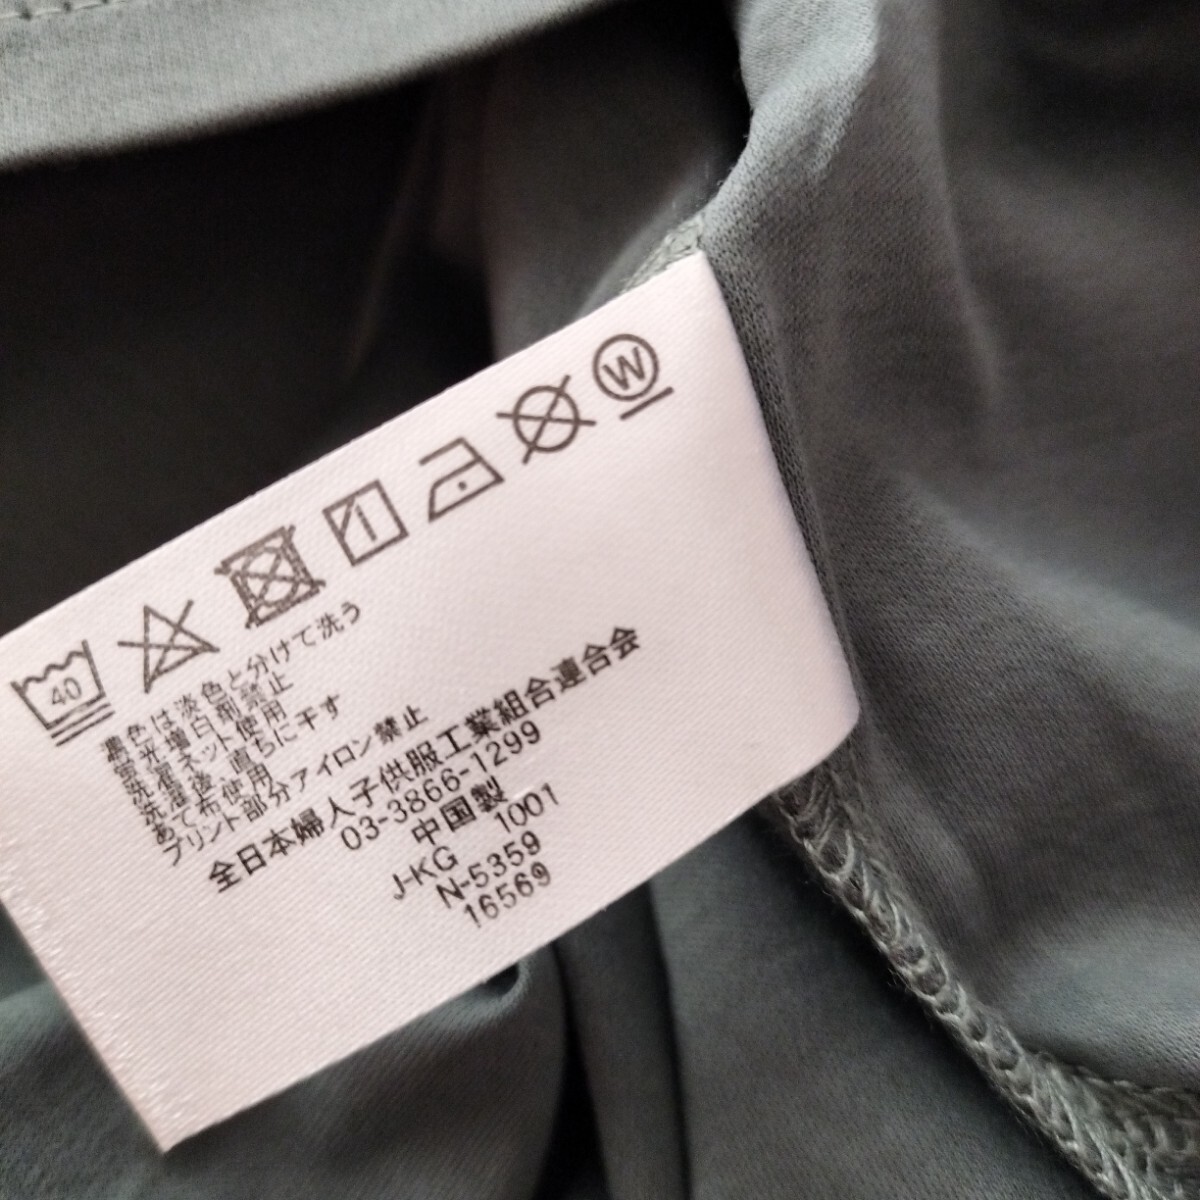 40
W
濃色は淡色と分けて洗う
蛍光増白剤禁止
洗濯ネット使用
洗濯後、直ちに干す
あて布使用
プリント部分アイロン禁止
全日本婦人子供服工業組合連合会
03-3866-1299
中国製
J-KG 1001
N-5359
16569